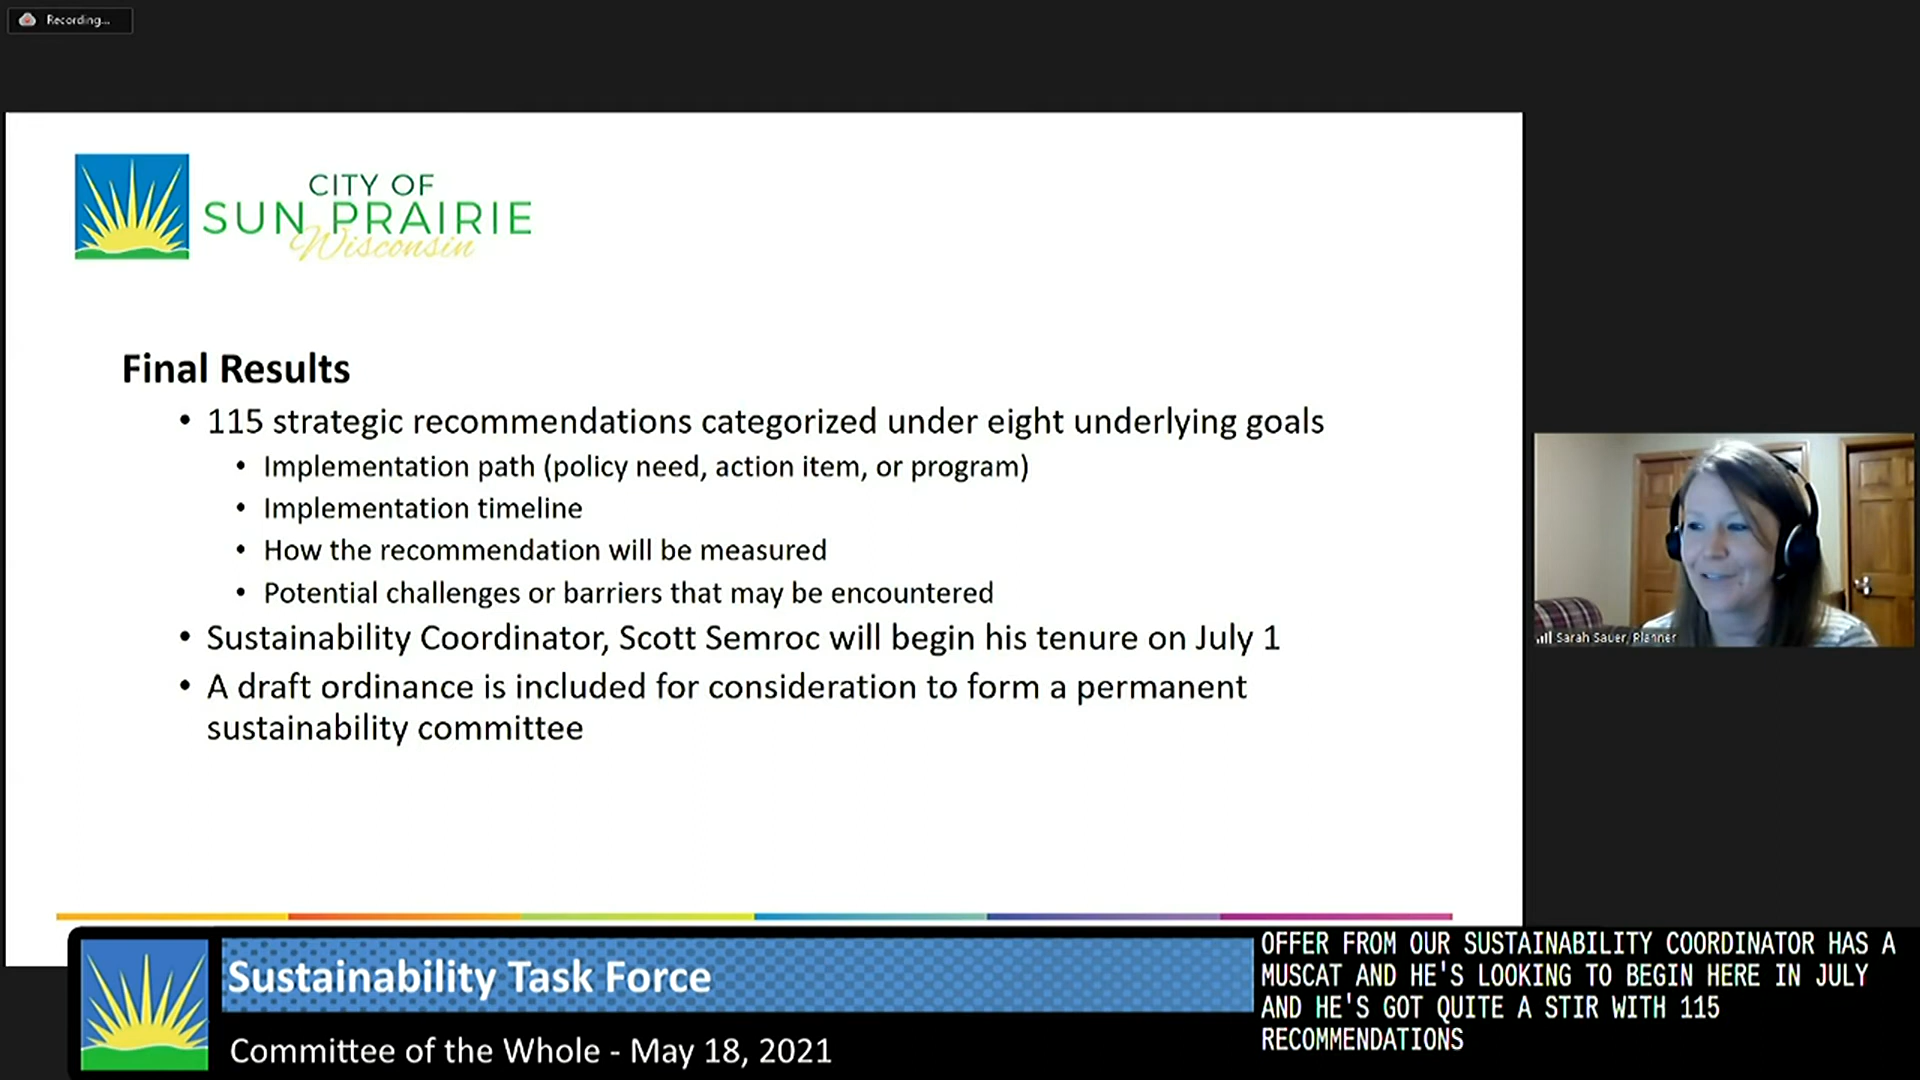 Recording...
CITY OF
SUN PRAIRIE
Wisconsin
Final Results
• 115 strategic recommendations categorized under eight underlying goals
• Implementation path (policy need, action item, or program)
• Implementation timeline
• How the recommendation will be measured
• Potential challenges or barriers that may be encountered
• Sustainability Coordinator, Scott Semroc will begin his tenure on July 1
• A draft ordinance is included for consideration to form a permanent
sustainability committee
Sarah Sauer, Planner
Sustainability Task Force
Committee of the Whole - May 18, 2021
OFFER FROM OUR SUSTAINABILITY COORDINATOR HAS A
MUSCAT AND HE'S LOOKING TO BEGIN HERE IN JULY
AND HE'S GOT QUITE A STIR WITH 115
RECOMMENDATIONS